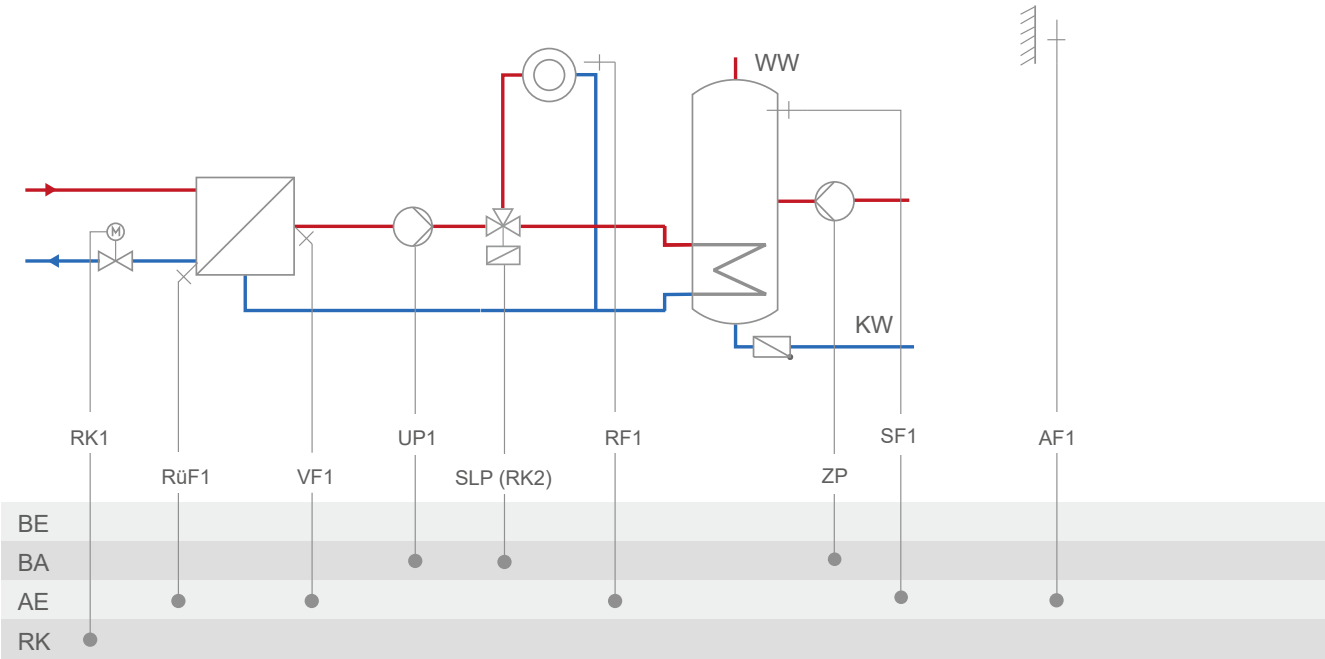 WW
M
KW
RK1
UP1
RF1
SF1
AF1
RüF1
VF1
SLP (RK2)
ZP
BE
BA
AE
RK